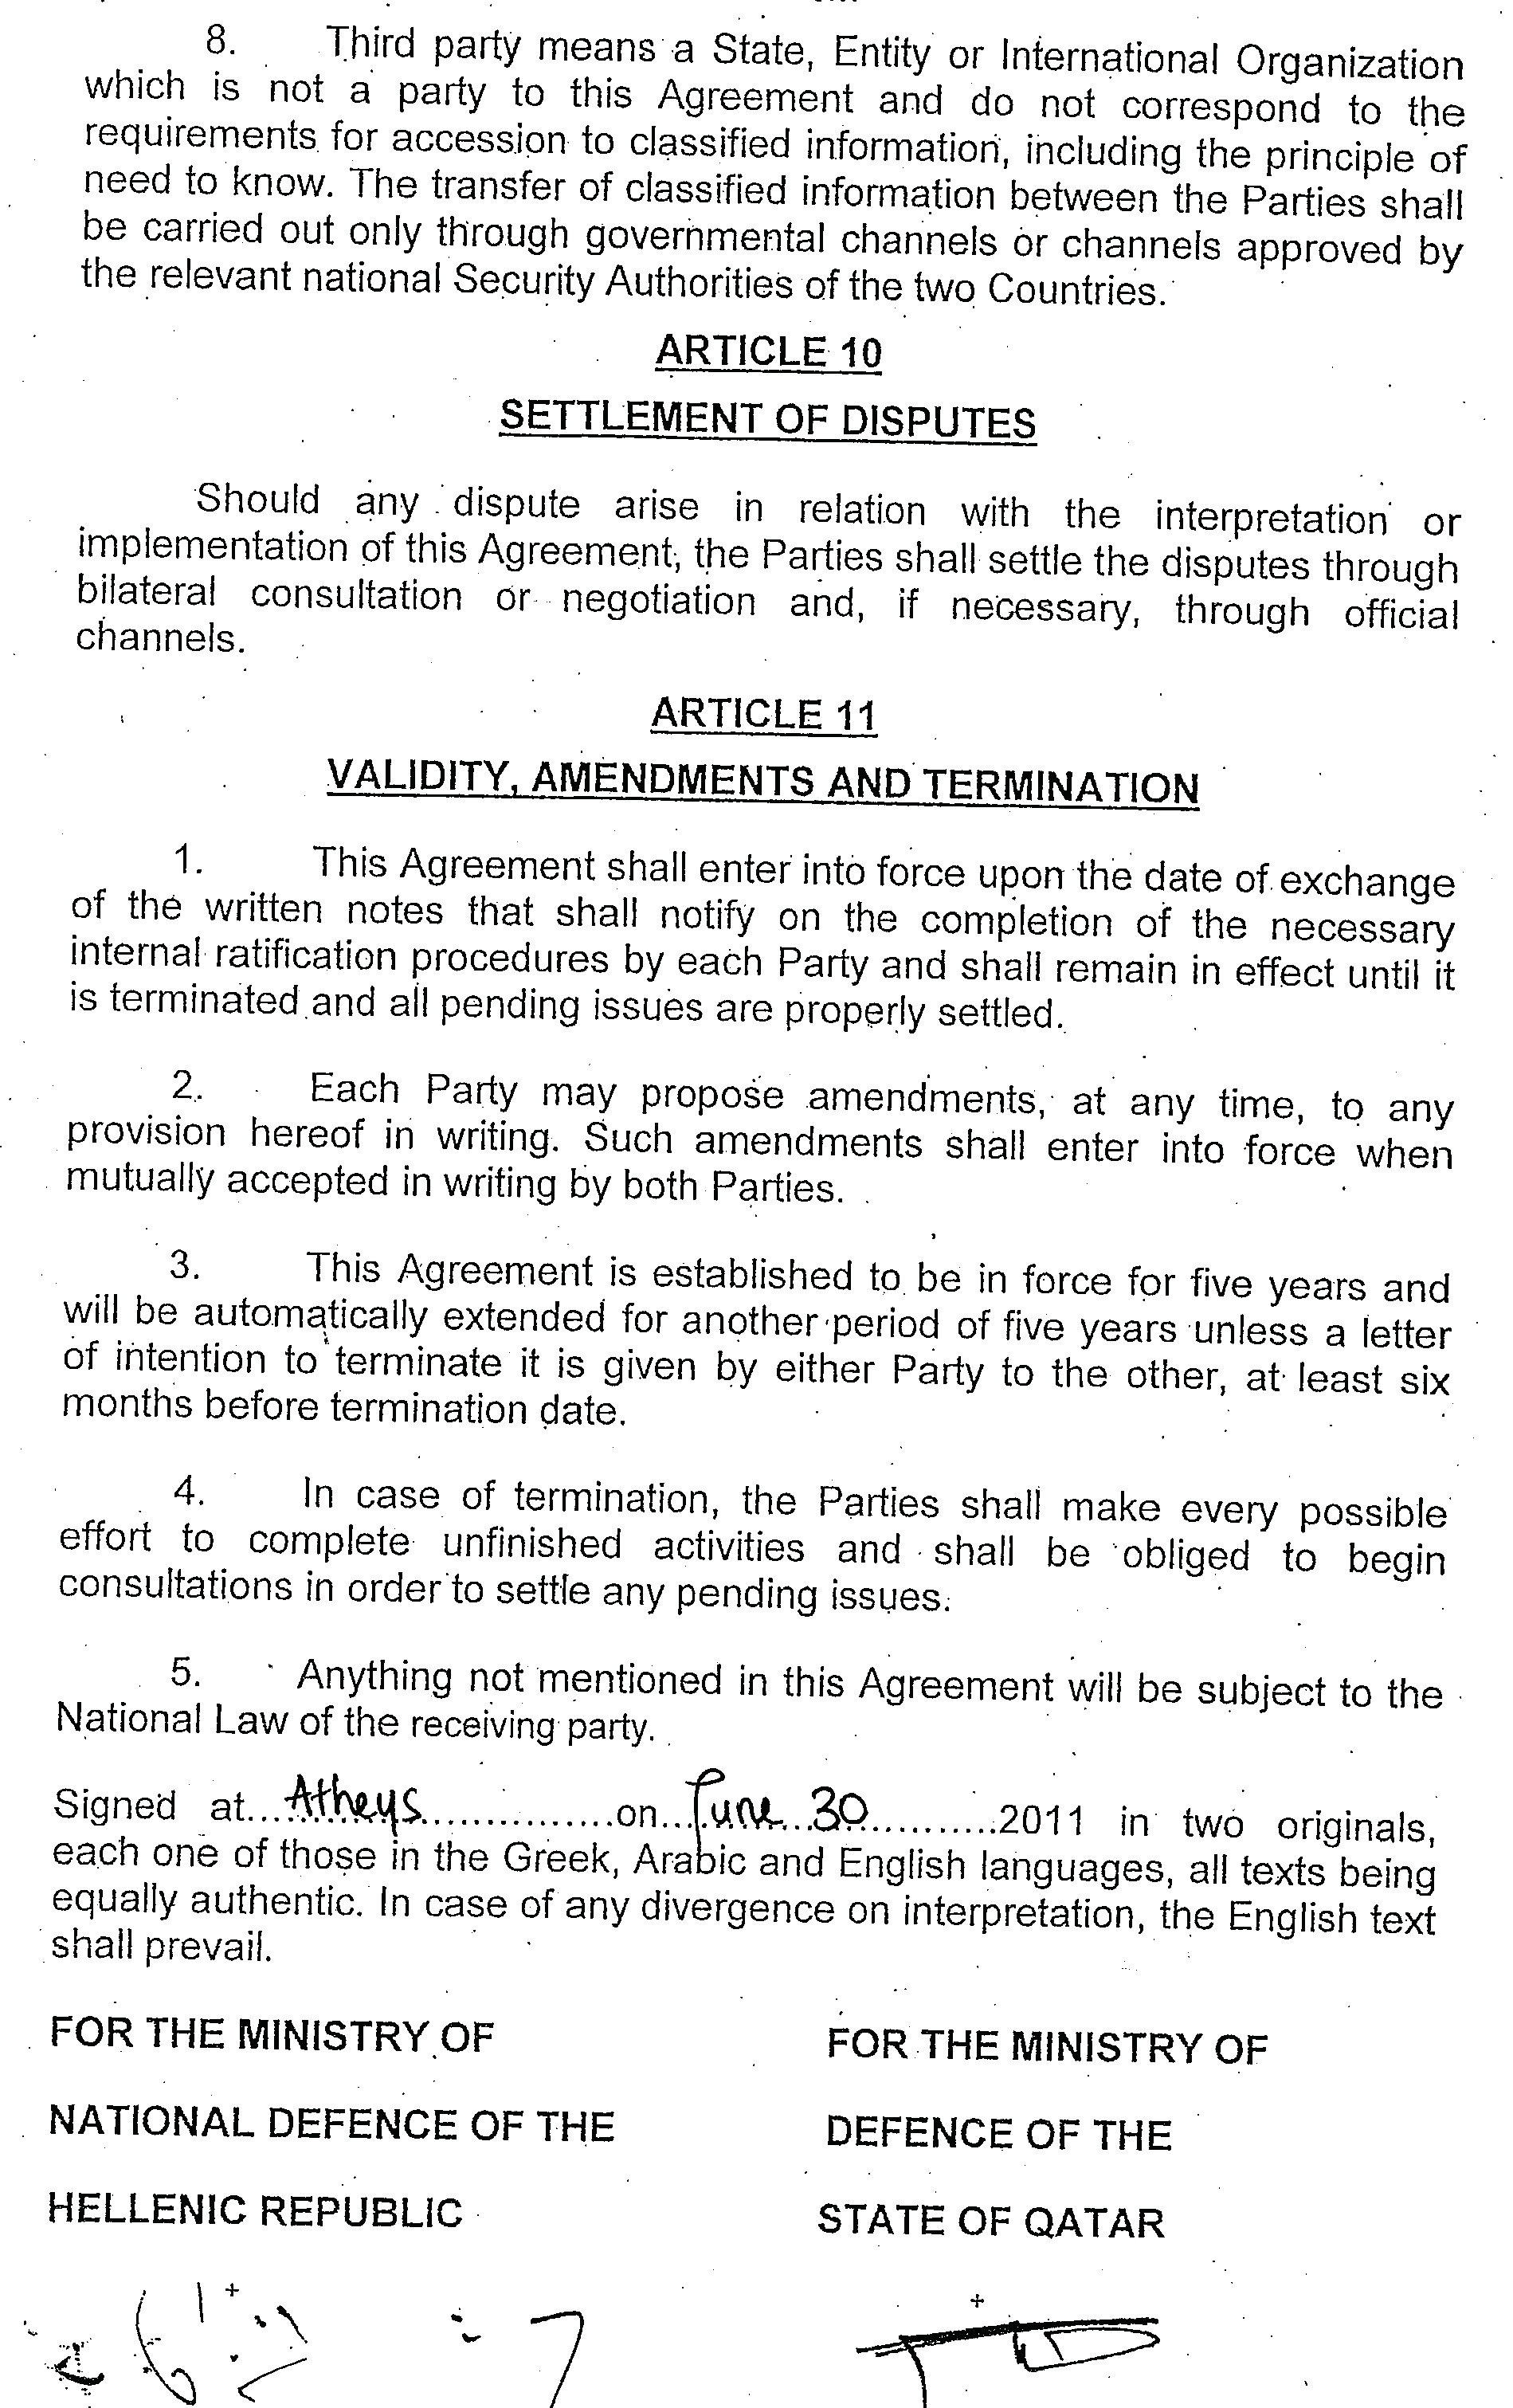 8. Third party means a State, Entity or International Organization
which is not a party to this Agreement and do not correspond to the
requirements for accession to classified information, including the principle of
need to know. The transfer of classified information between the Parties shall
be carried out only through governmental channels or channels approved by
the relevant national Security Authorities of the two Countries.
ARTICLE 10
SETTLEMENT OF DISPUTES
Should any dispute arise in relation with the interpretation or
implementation of this Agreement, the Parties shall settle the disputes through
bilateral consultation or negotiation and, if necessary, through official
channels.
ARTICLE 11
VALIDITY, AMENDMENTS AND TERMINATION
1. This Agreement shall enter into force upon the date of exchange
of the written notes that shall notify on the completion of the necessary
internal ratification procedures by each Party and shall remain in effect until it
is terminated and all pending issues are properly settled.
2. Each Party may propose amendments, at any time, to any
provision hereof in writing. Such amendments shall enter into force when
mutually accepted in writing by both Parties.
3. This Agreement is established to be in force for five years and
will be automatically extended for another period of five years unless a letter
of intention to terminate it is given by either Party to the other, at least six
months before termination date.
4. In case of termination, the Parties shall make every possible
effort to complete unfinished activities and shall be obliged to begin
consultations in order to settle any pending issues.
5. Anything not mentioned in this Agreement will be subject to the
National Law of the receiving party.
Signed at...Athens................on...June 30...........2011 in two originals,
each one of those in the Greek, Arabic and English languages, all texts being
equally authentic. In case of any divergence on interpretation, the English text
shall prevail.
FOR THE MINISTRY OF
NATIONAL DEFENCE OF THE
HELLENIC REPUBLIC
FOR THE MINISTRY OF
DEFENCE OF THE
STATE OF QATAR